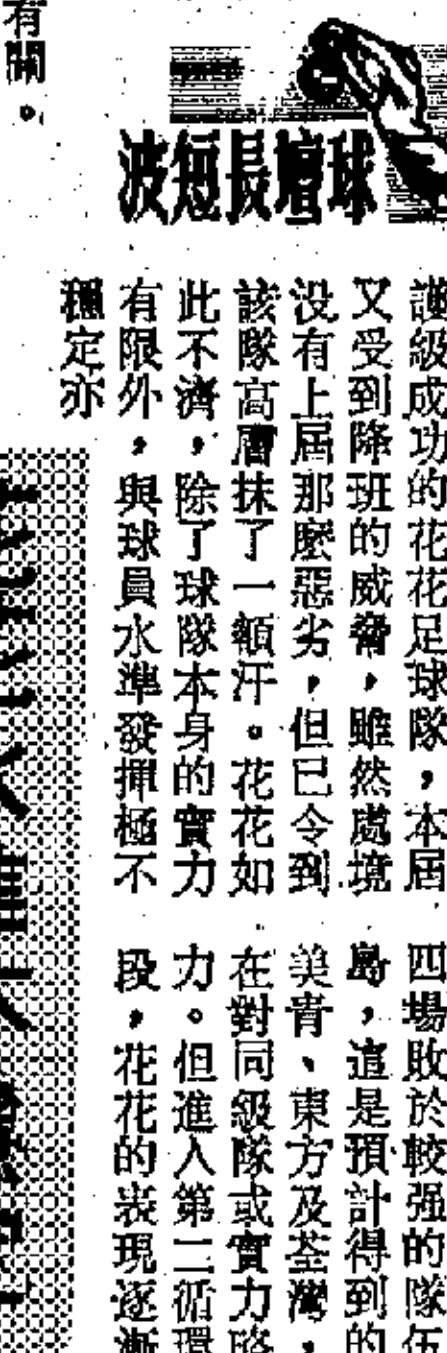 球壇長短波
護級成功的花花足球隊，本屆
又受到降班的威脅，雖然處境
没有上屆那麼惡劣，但已令到
該隊高層抹了一額汗。花花如
此不濟，除了球隊本身的實力
有限外，與球員水準發揮極不
穩定亦
有關。
四場敗於較强的隊伍
島，這是預計得到的
美青、東方及荃灣，
在對同級隊或實力略
力。但進入第二循環
段，花花的表現逐漸